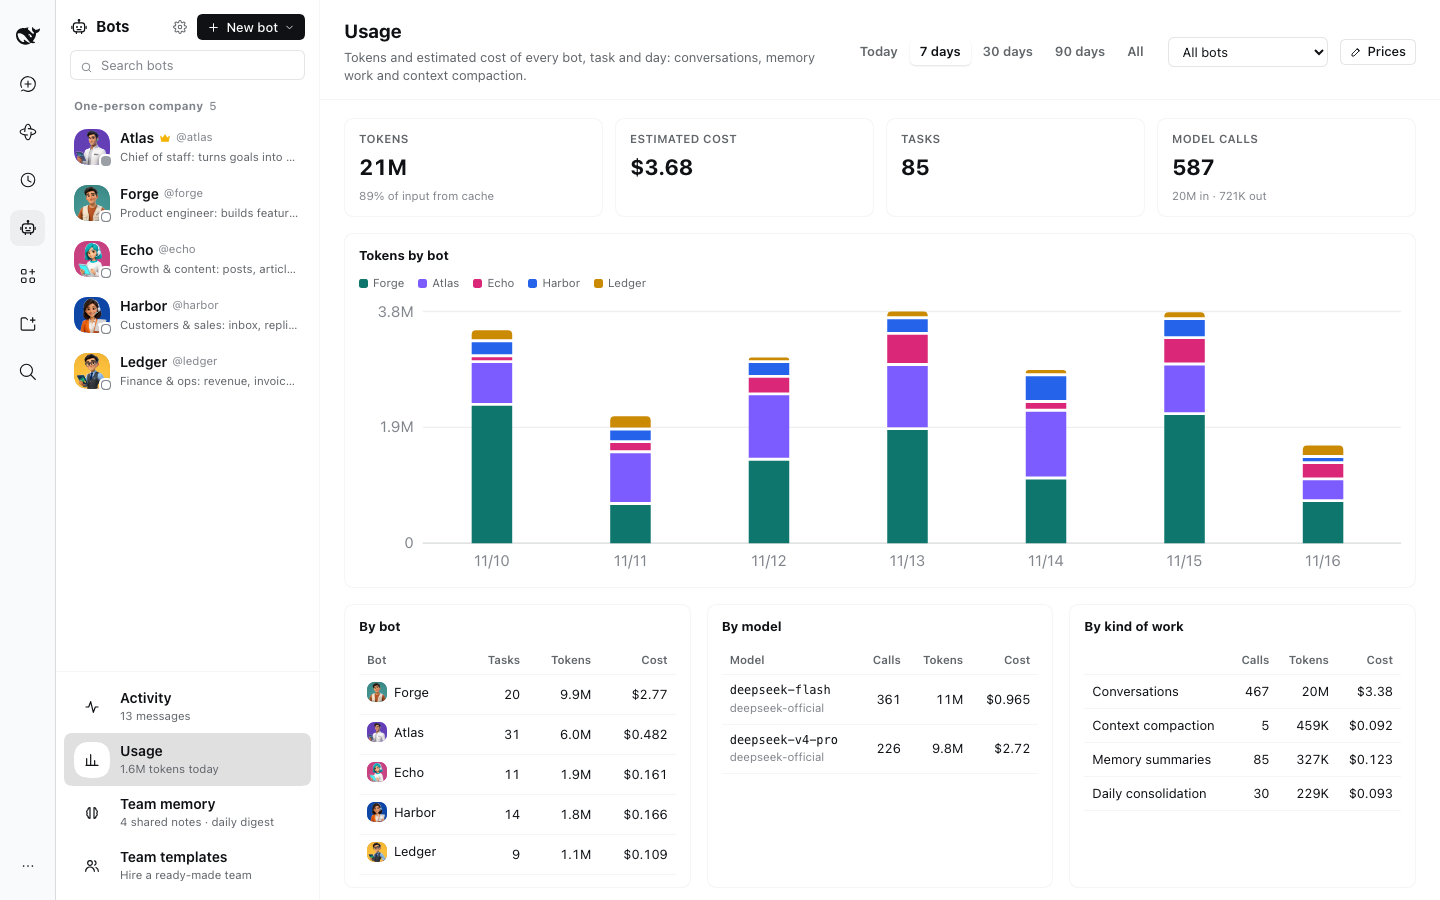 Bots
New bot
Search bots
One-person company 5
Atlas @atlas
Chief of staff: turns goals into ...
Forge @forge
Product engineer: builds featur...
Echo @echo
Growth & content: posts, articl...
Harbor @harbor
Customers & sales: inbox, repli...
Ledger @ledger
Finance & ops: revenue, invoic...
Activity
13 messages
Usage
1.6M tokens today
Team memory
4 shared notes · daily digest
Team templates
Hire a ready-made team
Usage
Tokens and estimated cost of every bot, task and day: conversations, memory
work and context compaction.
Today 7 days 30 days 90 days All
All bots
Prices
TOKENS
21M
89% of input from cache
ESTIMATED COST
$3.68
TASKS
85
MODEL CALLS
587
20M in · 721K out
Tokens by bot
Forge Atlas Echo Harbor Ledger
3.8M
1.9M
0
11/10 11/11 11/12 11/13 11/14 11/15 11/16
By bot
Bot Tasks Tokens Cost
Forge 20 9.9M $2.77
Atlas 31 6.0M $0.482
Echo 11 1.9M $0.161
Harbor 14 1.8M $0.166
Ledger 9 1.1M $0.109
By model
Model Calls Tokens Cost
deepseek-flash 361 11M $0.965
deepseek-official
deepseek-v4-pro 226 9.8M $2.72
deepseek-official
By kind of work
Calls Tokens Cost
Conversations 467 20M $3.38
Context compaction 5 459K $0.092
Memory summaries 85 327K $0.123
Daily consolidation 30 229K $0.093